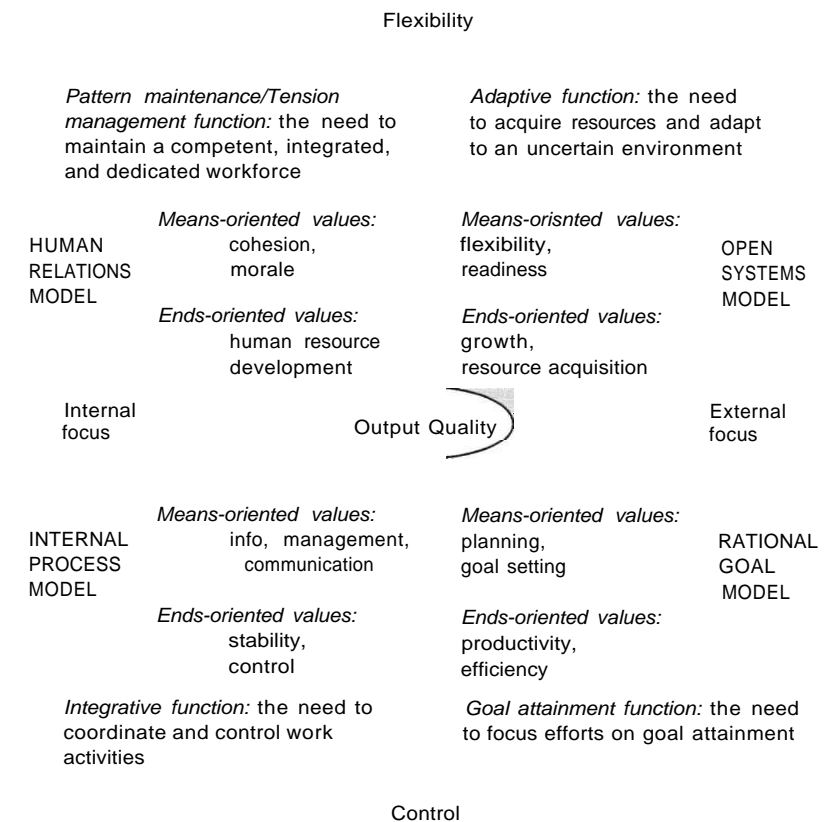 Flexibility
Pattern maintenance/Tension
management function: the need to
maintain a competent, integrated,
and dedicated workforce
Adaptive function: the need
to acquire resources and adapt
to an uncertain environment
HUMAN
RELATIONS
MODEL
Means-oriented values:
cohesion,
morale
Ends-oriented values:
human resource
development
Means-orisnted values:
flexibility,
readiness
Ends-oriented values:
growth,
resource acquisition
OPEN
SYSTEMS
MODEL
Internal
focus
Output Quality
External
focus
INTERNAL
PROCESS
MODEL
Means-oriented values:
info, management,
communication
Ends-oriented values:
stability,
control
Means-oriented values:
planning,
goal setting
Ends-oriented values:
productivity,
efficiency
RATIONAL
GOAL
MODEL
Integrative function: the need to
coordinate and control work
activities
Goal attainment function: the need
to focus efforts on goal attainment
Control